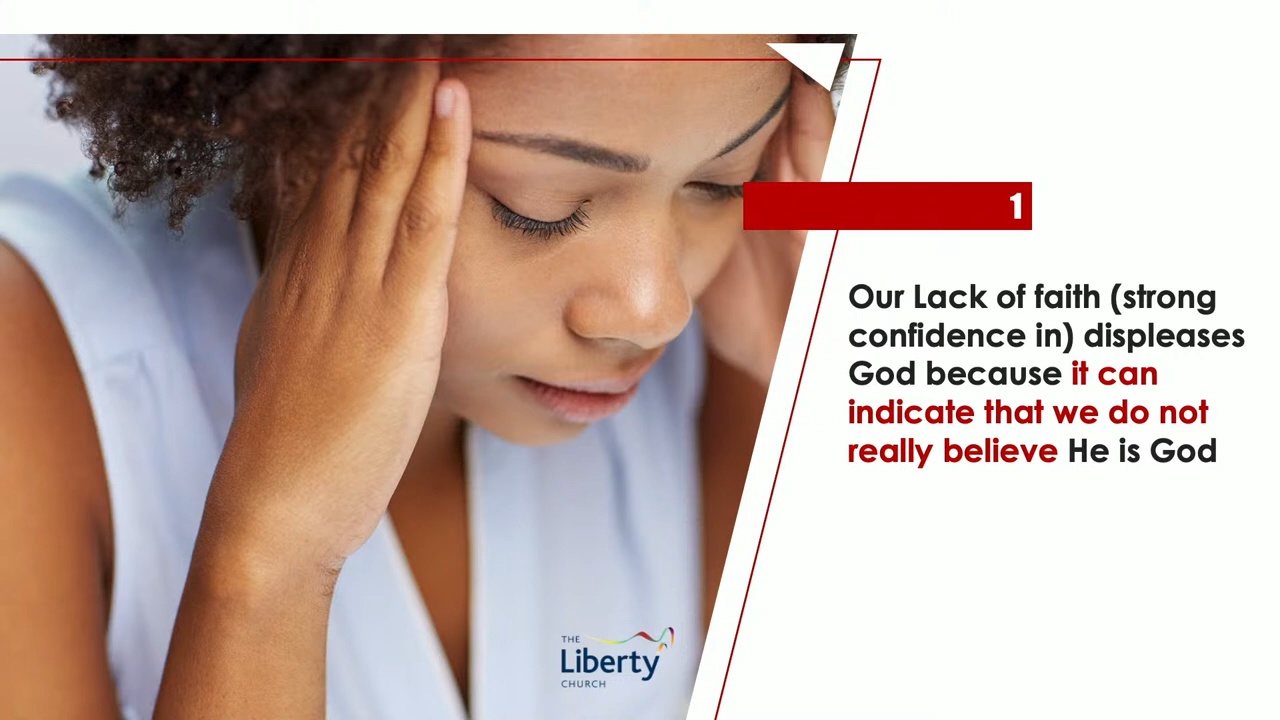 1
Our Lack of faith (strong
confidence in) displeases
God because it can
indicate that we do not
really believe He is God
THE
Liberty
CHURCH